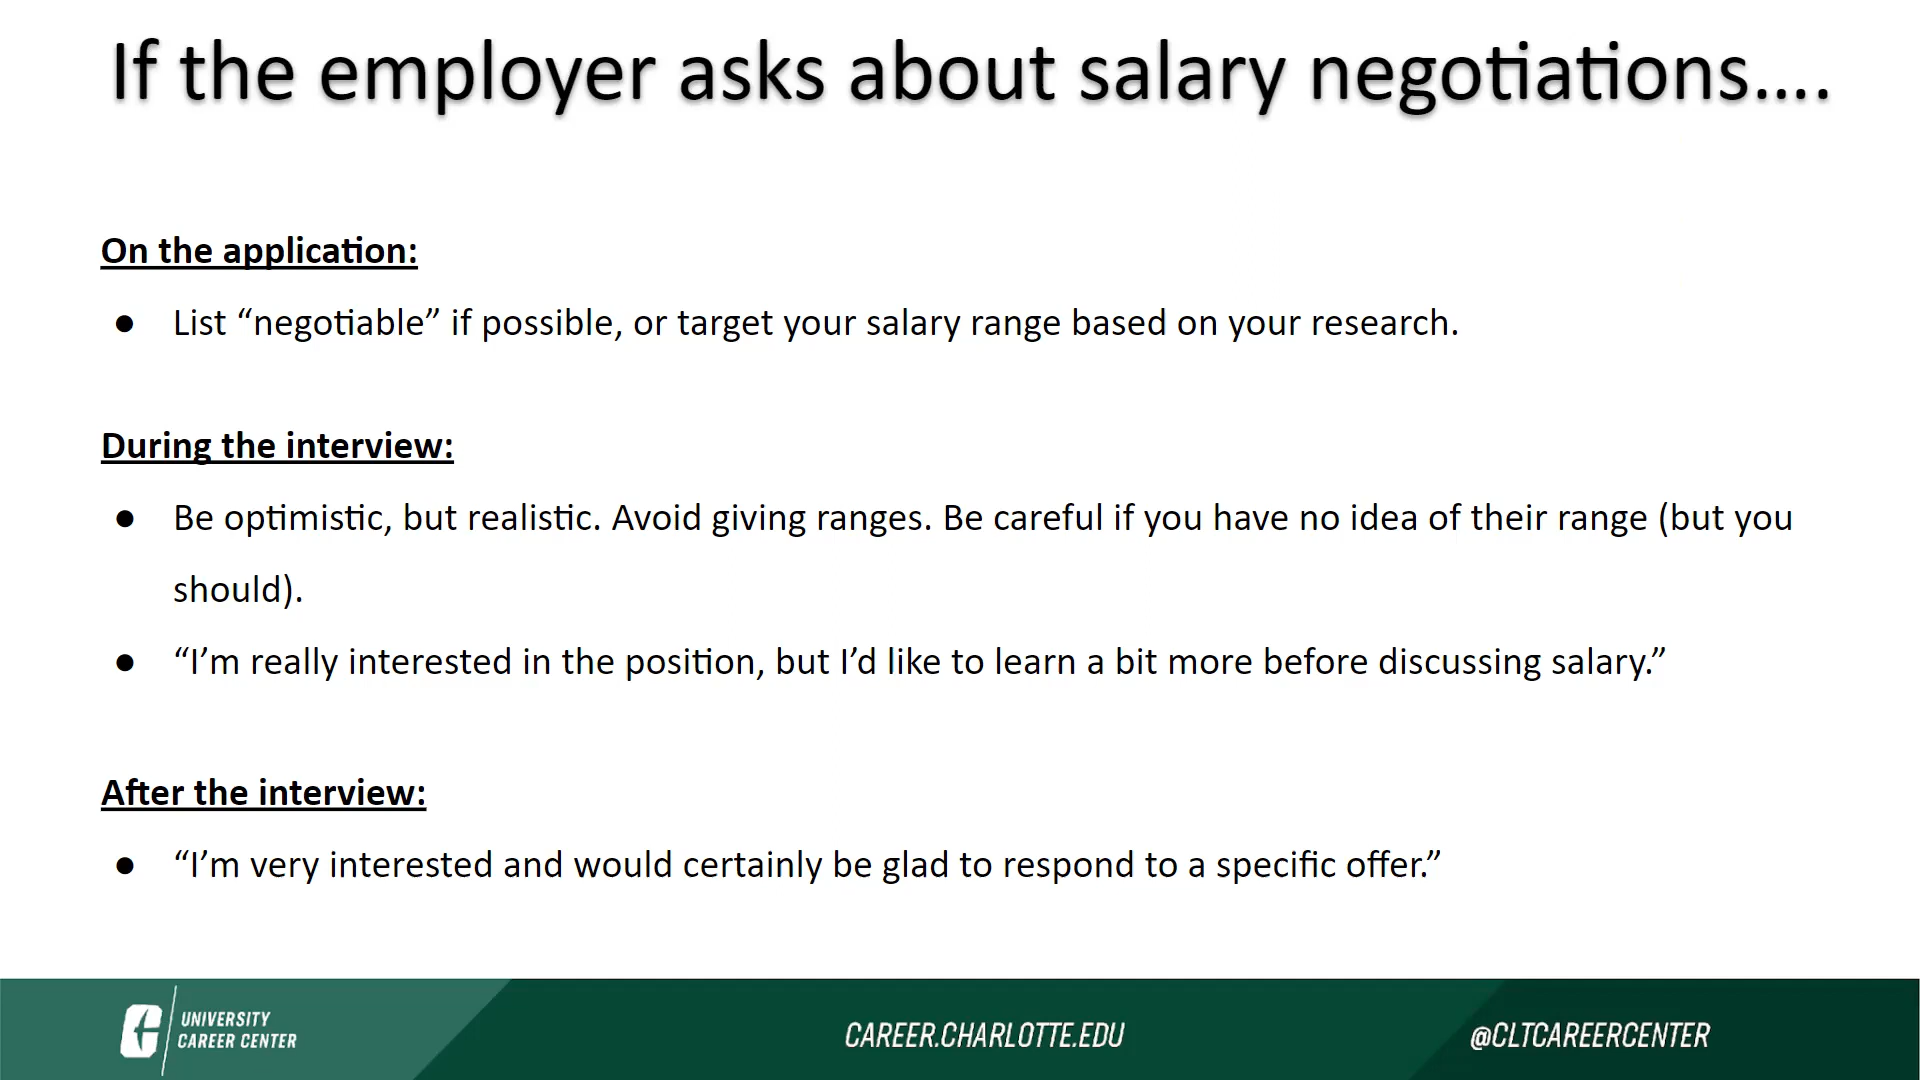 If the employer asks about salary negotiations....
On the application:
● List “negotiable” if possible, or target your salary range based on your research.
During the interview:
● Be optimistic, but realistic. Avoid giving ranges. Be careful if you have no idea of their range (but you
should).
● “I’m really interested in the position, but I’d like to learn a bit more before discussing salary.”
After the interview:
● “I’m very interested and would certainly be glad to respond to a specific offer.”
UNIVERSITY
CAREER CENTER
CAREER.CHARLOTTE.EDU
@CLTCAREERCENTER